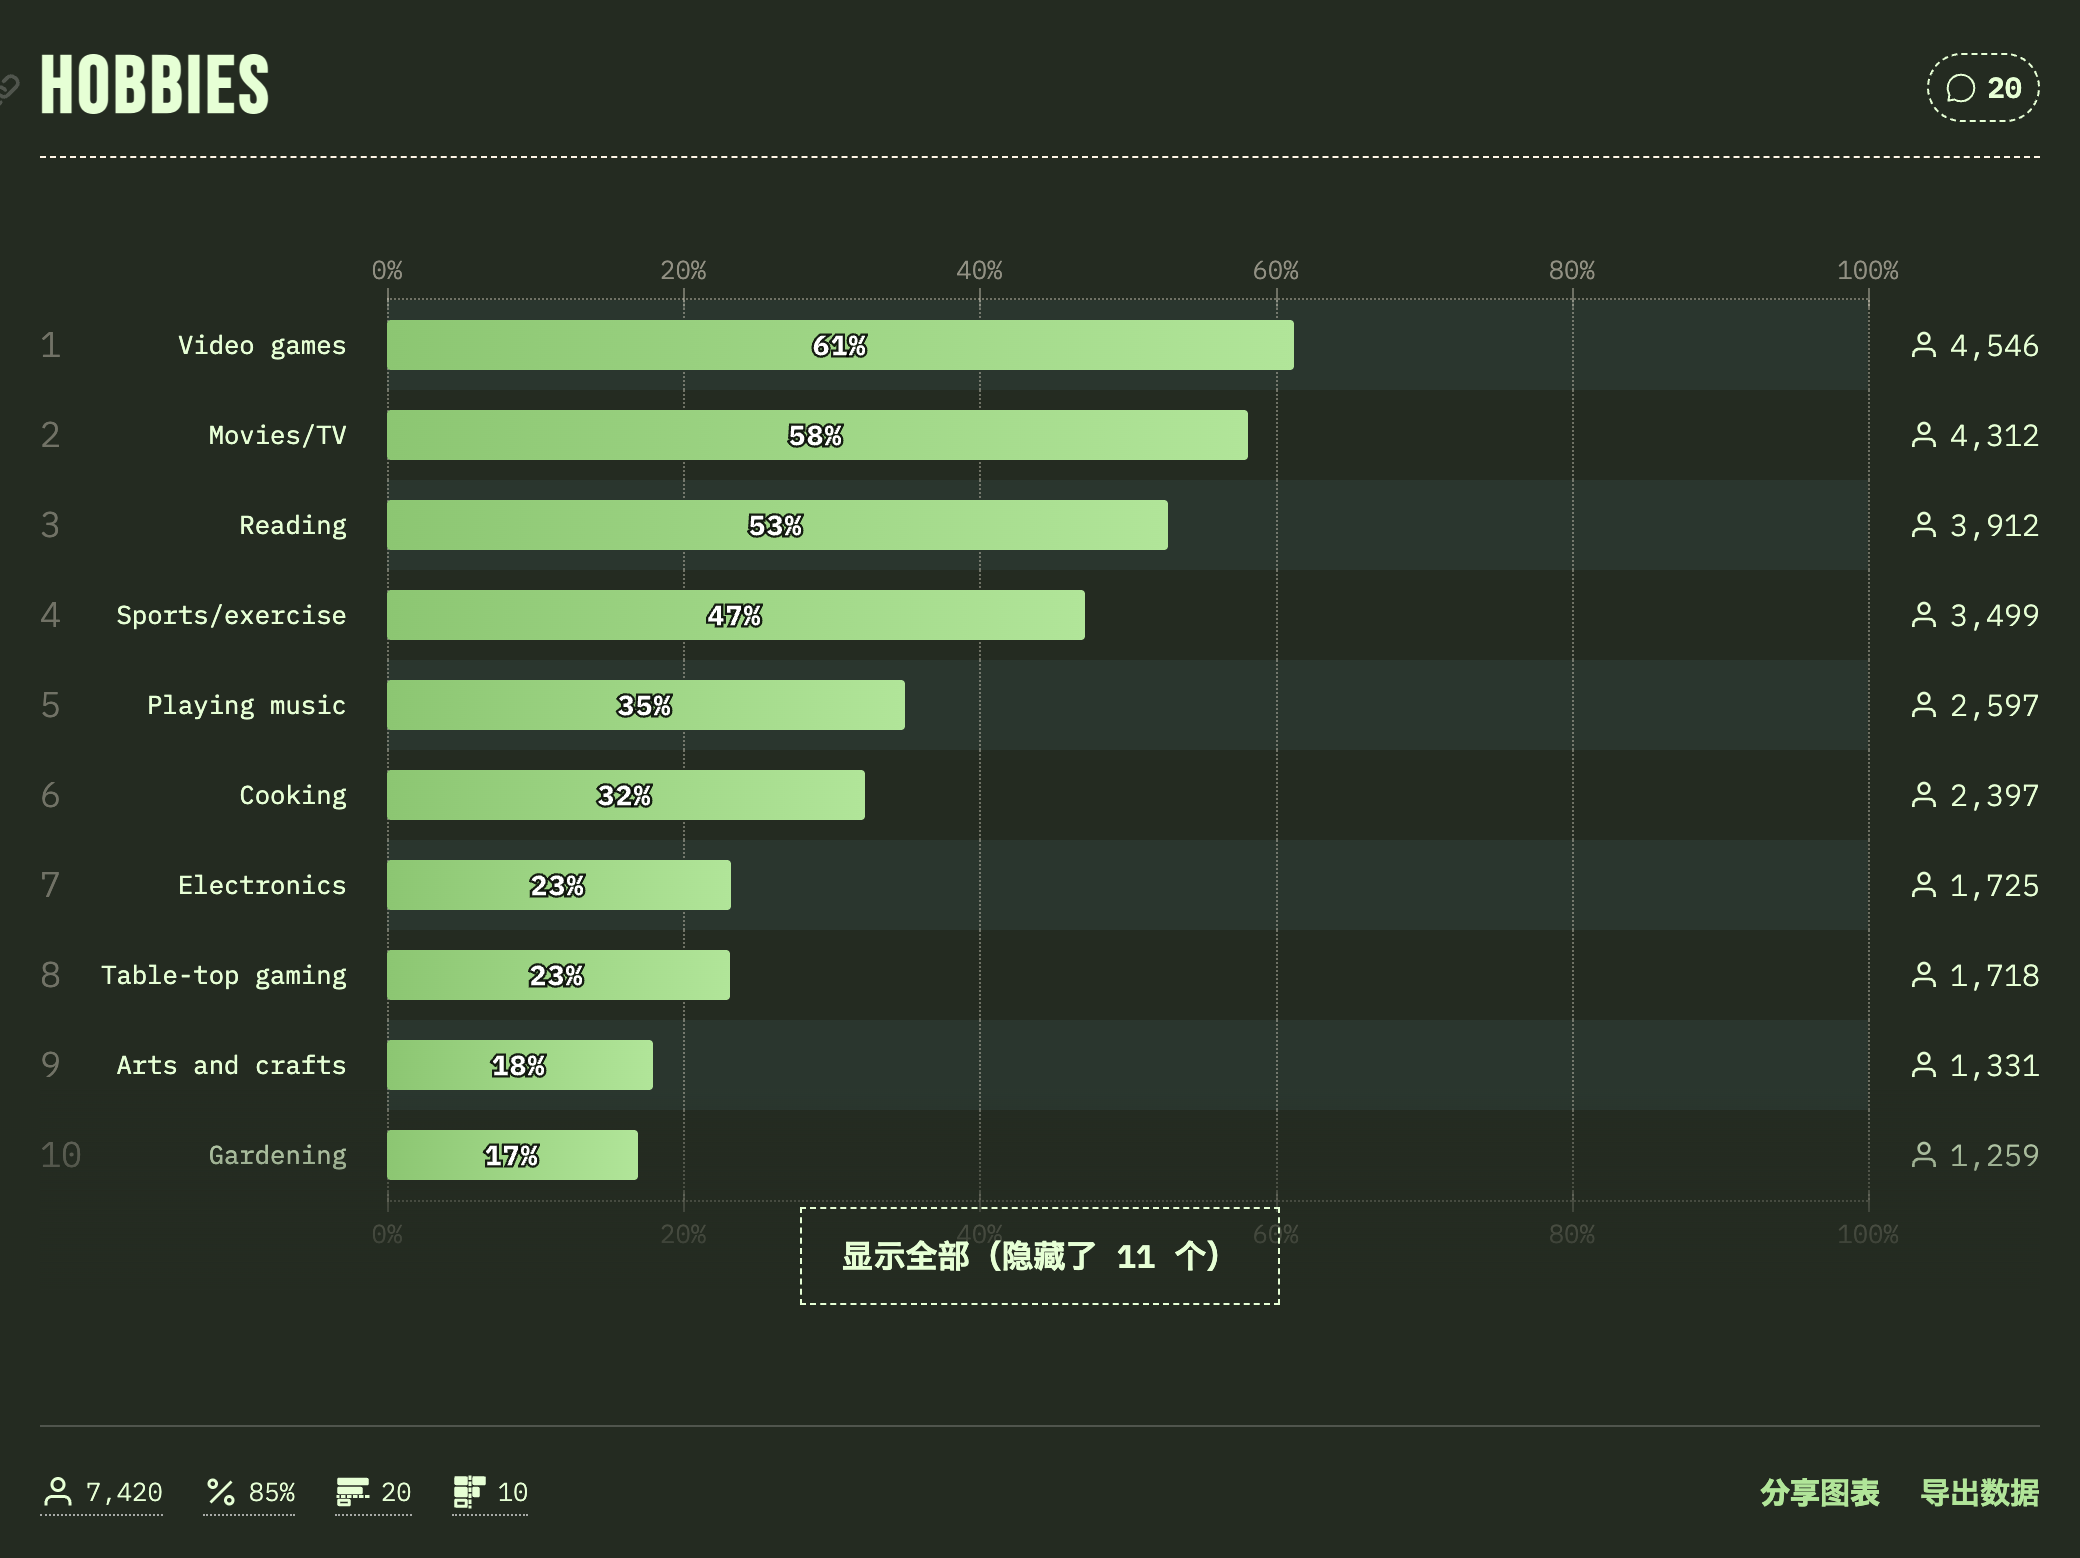 HOBBIES
20
0% 20% 40% 60% 80% 100%
1 Video games 61% 4,546
2 Movies/TV 58% 4,312
3 Reading 53% 3,912
4 Sports/exercise 47% 3,499
5 Playing music 35% 2,597
6 Cooking 32% 2,397
7 Electronics 23% 1,725
8 Table-top gaming 23% 1,718
9 Arts and crafts 18% 1,331
10 Gardening 17% 1,259
0% 20% 40% 60% 80% 100%
显示全部（隐藏了 11 个）
7,420 85% 20 10 分享图表 导出数据